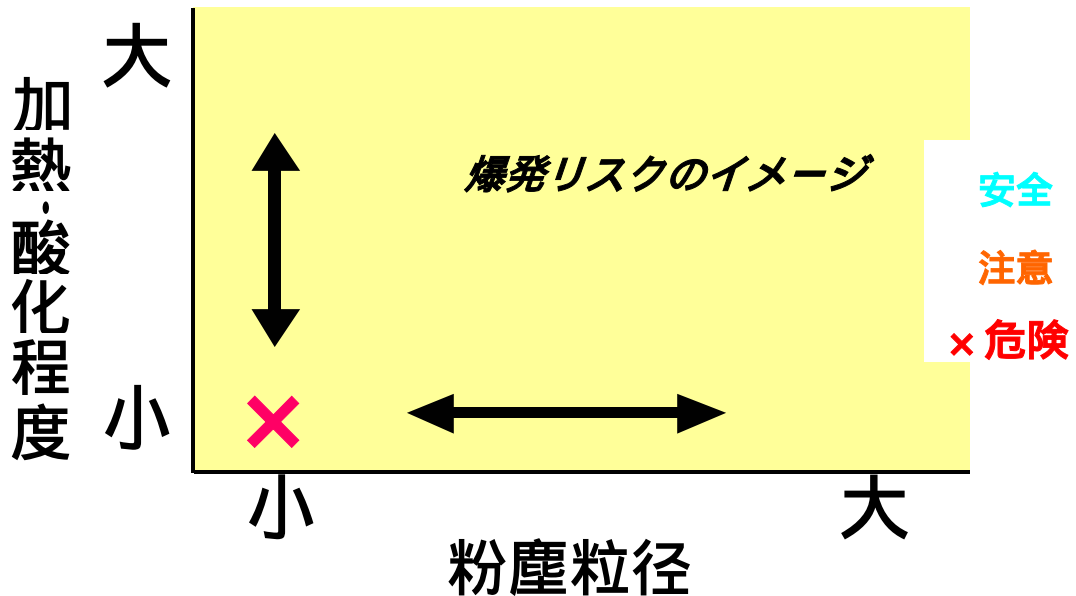 大
加熱・酸化程度
爆発リスクのイメージ
安全
注意
× 危険
小
×
小
大
粉塵粒径